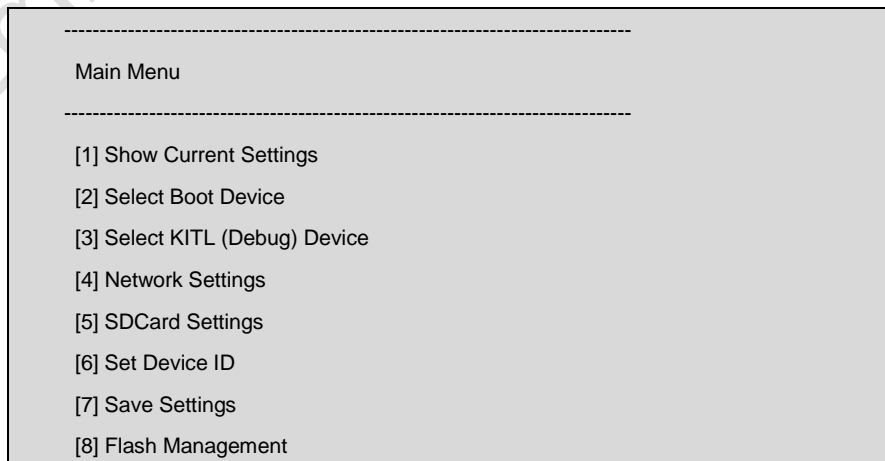 --------------------------------------------------------------------------------
Main Menu
--------------------------------------------------------------------------------
[1] Show Current Settings
[2] Select Boot Device
[3] Select KITL (Debug) Device
[4] Network Settings
[5] SDCard Settings
[6] Set Device ID
[7] Save Settings
[8] Flash Management